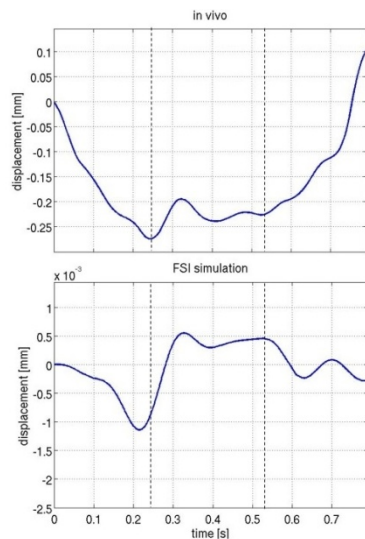 in vivo
0.1
0.05
0
-0.05
-0.1
-0.15
-0.2
-0.25
displacement [mm]
x 10⁻³
FSI simulation
1
0.5
0
-0.5
-1
-1.5
-2
-2.5
displacement [mm]
0 0.1 0.2 0.3 0.4 0.5 0.6 0.7
time [s]